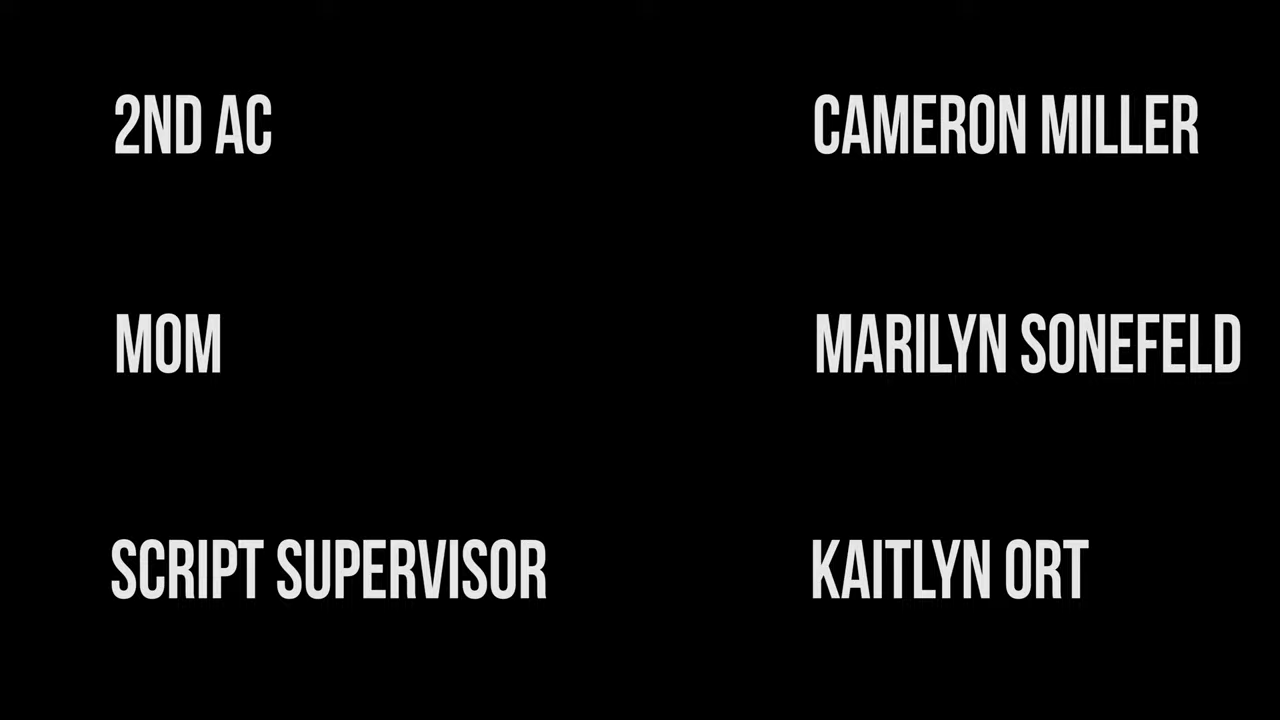 2ND AC CAMERON MILLER
MOM MARILYN SONEFELD
SCRIPT SUPERVISOR KAITLYN ORT